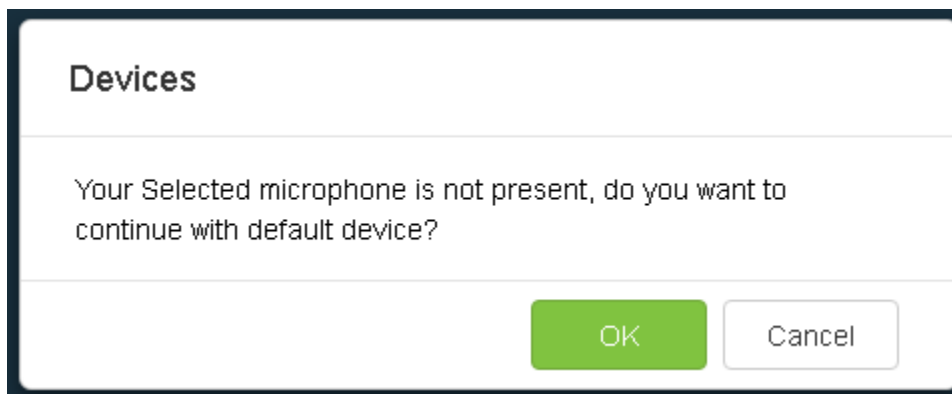 Devices
Your Selected microphone is not present, do you want to
continue with default device?
OK
Cancel